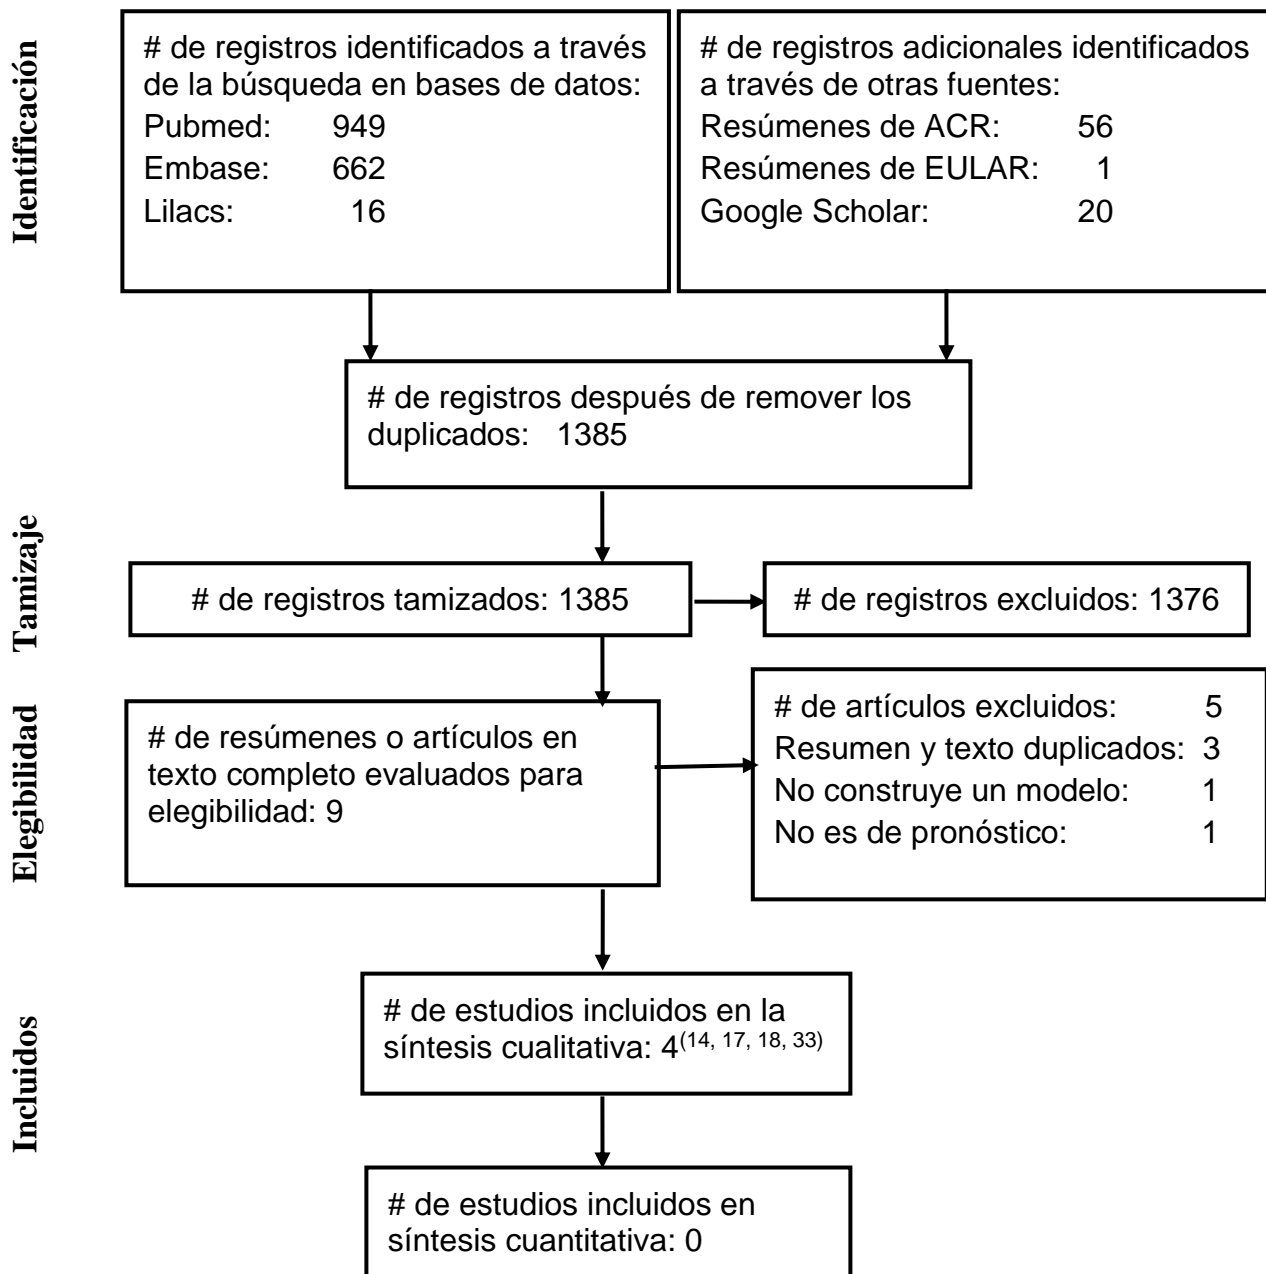 Identificación
# de registros identificados a través
de la búsqueda en bases de datos:
Pubmed: 949
Embase: 662
Lilacs: 16
# de registros adicionales identificados
a través de otras fuentes:
Resúmenes de ACR: 56
Resúmenes de EULAR: 1
Google Scholar: 20
# de registros después de remover los
duplicados: 1385
Tamizaje
# de registros tamizados: 1385
# de registros excluidos: 1376
Elegibilidad
# de resúmenes o artículos en
texto completo evaluados para
elegibilidad: 9
# de artículos excluidos: 5
Resumen y texto duplicados: 3
No construye un modelo: 1
No es de pronóstico: 1
Incluidos
# de estudios incluidos en la
síntesis cualitativa: 4(14, 17, 18, 33)
# de estudios incluidos en
síntesis cuantitativa: 0